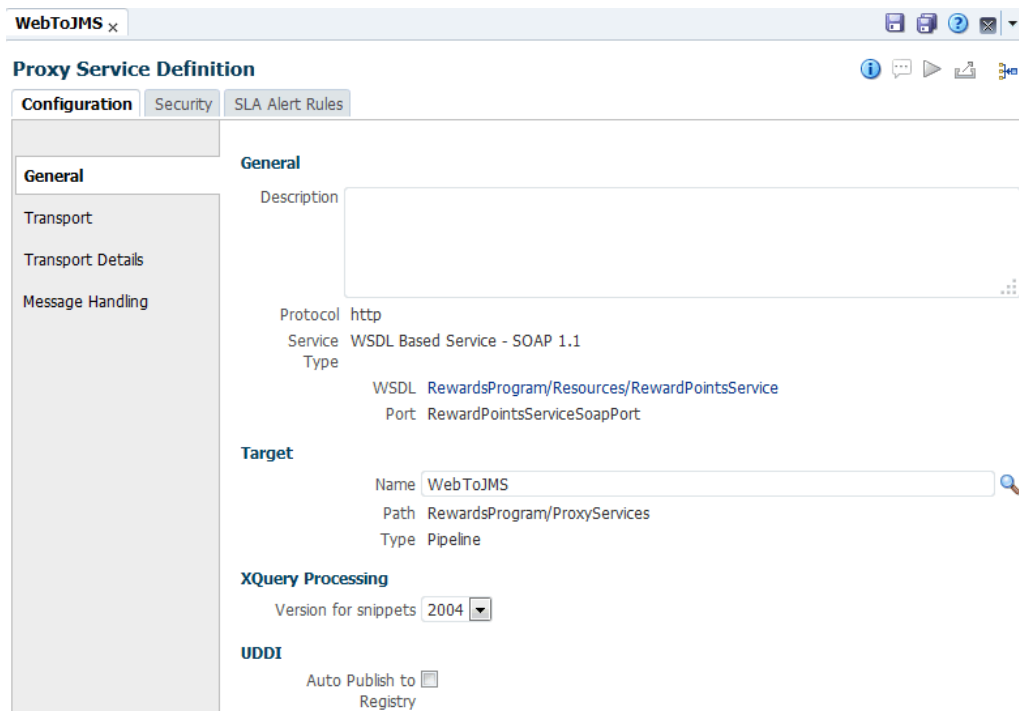 WebToJMS x
Proxy Service Definition
Configuration Security SLA Alert Rules
General
Transport
Transport Details
Message Handling
General
Description
Protocol http
Service Type WSDL Based Service - SOAP 1.1
WSDL RewardsProgram/Resources/RewardPointsService
Port RewardPointsServiceSoapPort
Target
Name WebToJMS
Path RewardsProgram/ProxyServices
Type Pipeline
XQuery Processing
Version for snippets 2004
UDDI
Auto Publish to
Registry